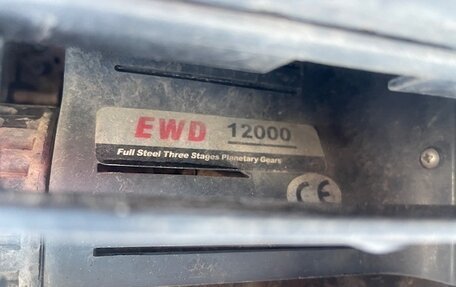 EWD 12000
Full Steel Three Stages Planetary Gears
CE